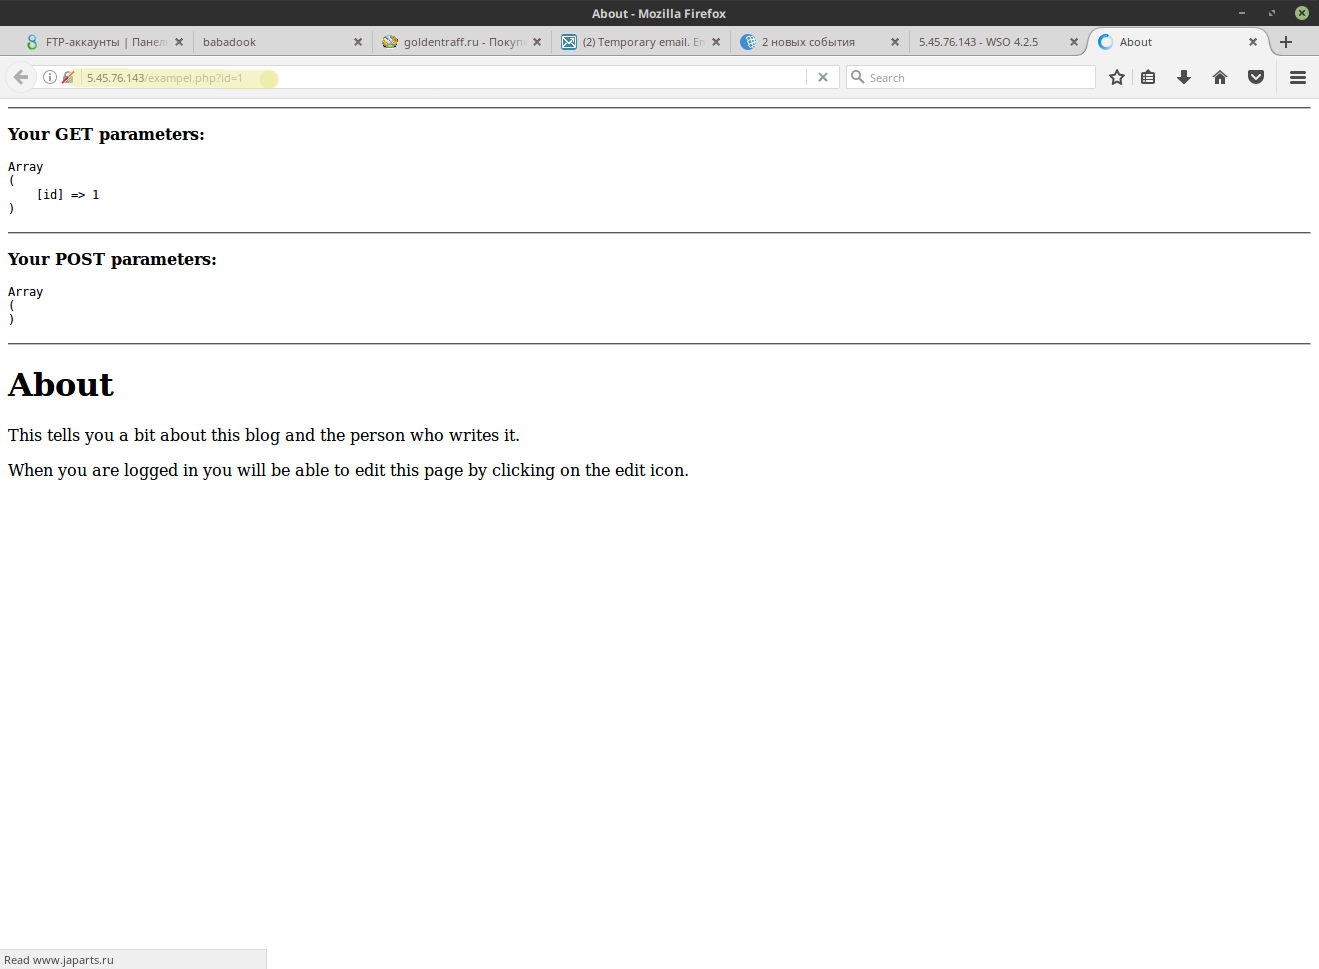 About - Mozilla Firefox
FTP-аккаунты | Панель
babadook
goldentraff.ru - Покуп
(2) Temporary email. En
2 новых события
5.45.76.143 - WSO 4.2.5
About
5.45.76.143/exampel.php?id=1
Search
Your GET parameters:
Array
(
[id] => 1
)
Your POST parameters:
Array
(
)
About
This tells you a bit about this blog and the person who writes it.
When you are logged in you will be able to edit this page by clicking on the edit icon.
Read www.japarts.ru